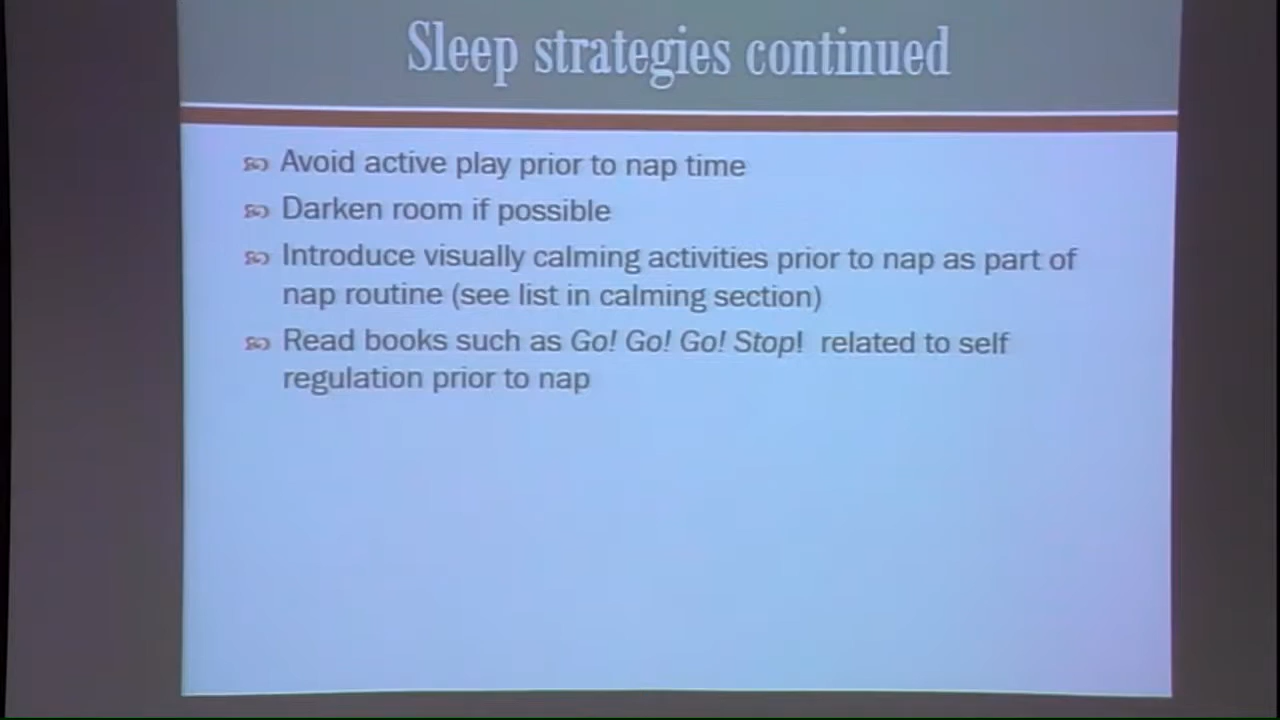 Sleep strategies continued
Avoid active play prior to nap time
Darken room if possible
Introduce visually calming activities prior to nap as part of
nap routine (see list in calming section)
Read books such as Go! Go! Go! Stop! related to self
regulation prior to nap